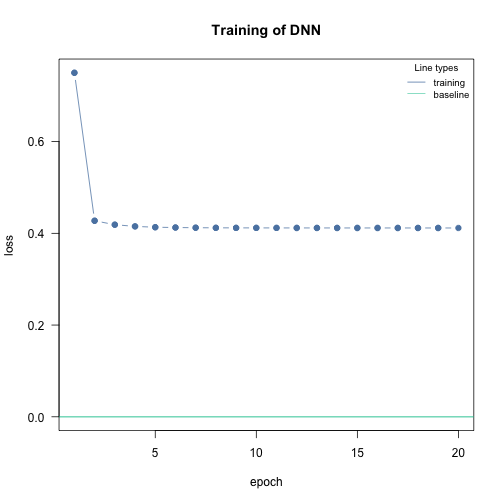 Training of DNN
Line types
training
baseline
loss
0.6
0.4
0.2
0.0
5 10 15 20
epoch